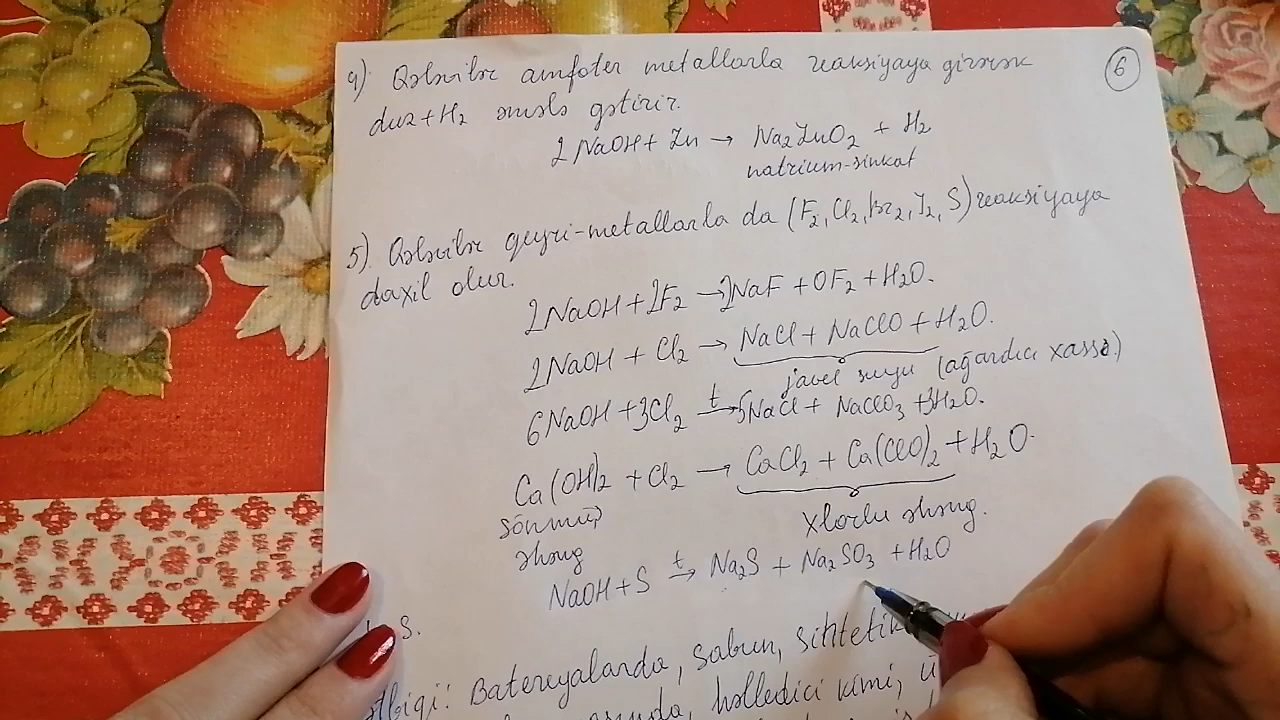 6
4) Qələvilər amfoter metallarla reaksiyaya girərək
duz+H₂ əmələ gətirir.
2NaOH + Zn → Na₂ZnO₂ + H₂
natrium-sinkat
5) Qələvilər qeyri-metallarla da (F₂, Cl₂, Br₂, I₂, S) reaksiyaya
daxil olur.
2NaOH + 2F₂ → 2NaF + OF₂ + H₂O.
2NaOH + Cl₂ → NaCl + NaClO + H₂O.
javel suyu (ağardıcı xassə.)
6NaOH + 3Cl₂ t→ 5NaCl + NaClO₃ + 3H₂O.
Ca(OH)₂ + Cl₂ → CaCl₂ + Ca(ClO)₂ + H₂O.
sönmüş xlorlu əhəng.
əhəng
NaOH + S t→ Na₂S + Na₂SO₃ + H₂O
s.
tbiqi: Batereyalarda, sabun, sintetik
həlledici kimi, ü